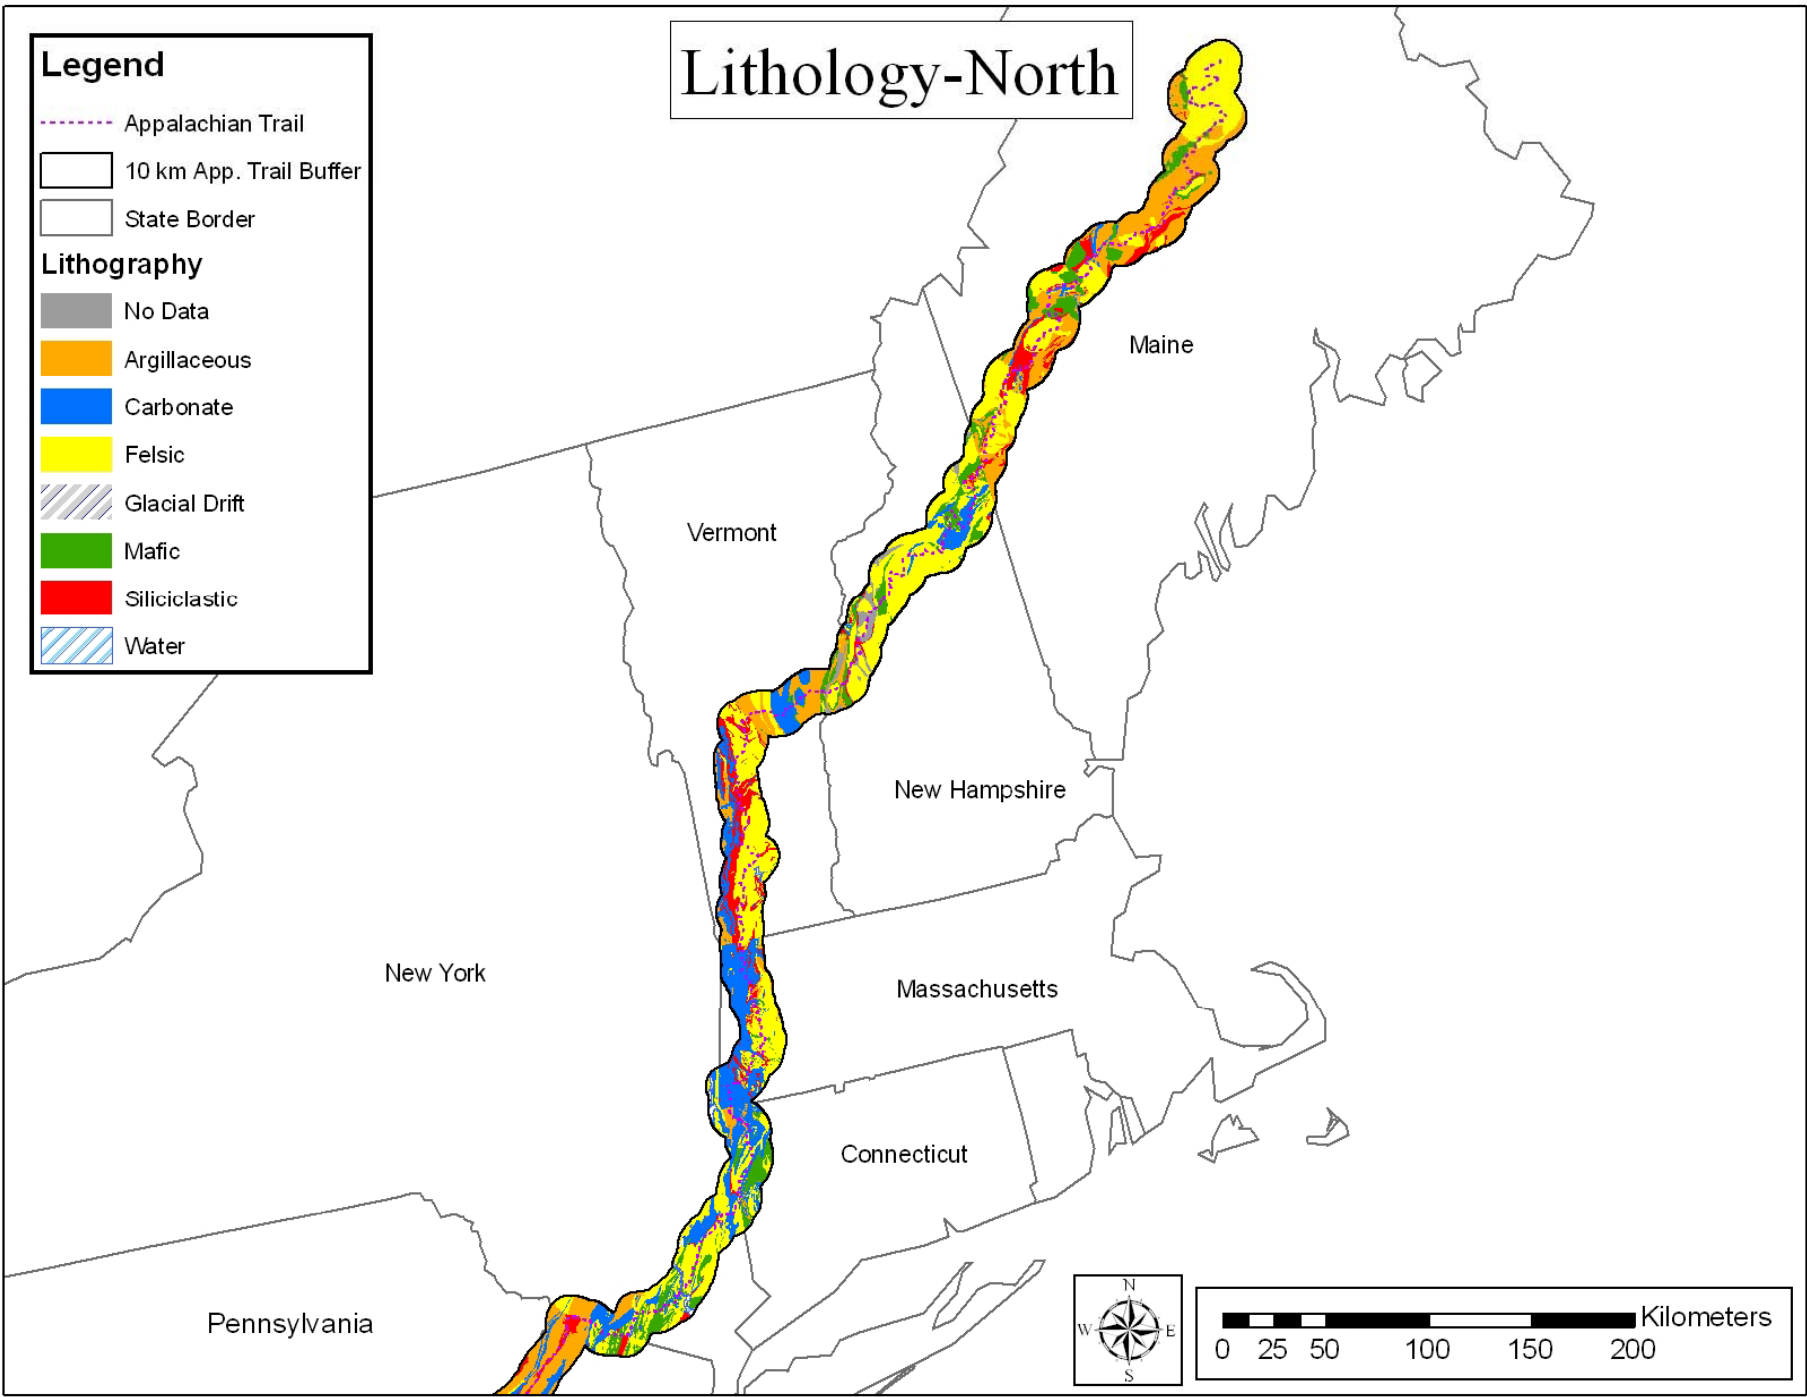 Lithology-North
Legend
Appalachian Trail
10 km App. Trail Buffer
State Border
Lithography
No Data
Argillaceous
Carbonate
Felsic
Glacial Drift
Mafic
Siliciclastic
Water
Maine
Vermont
New Hampshire
New York
Massachusetts
Connecticut
Pennsylvania
N
W E
S
Kilometers
0 25 50 100 150 200